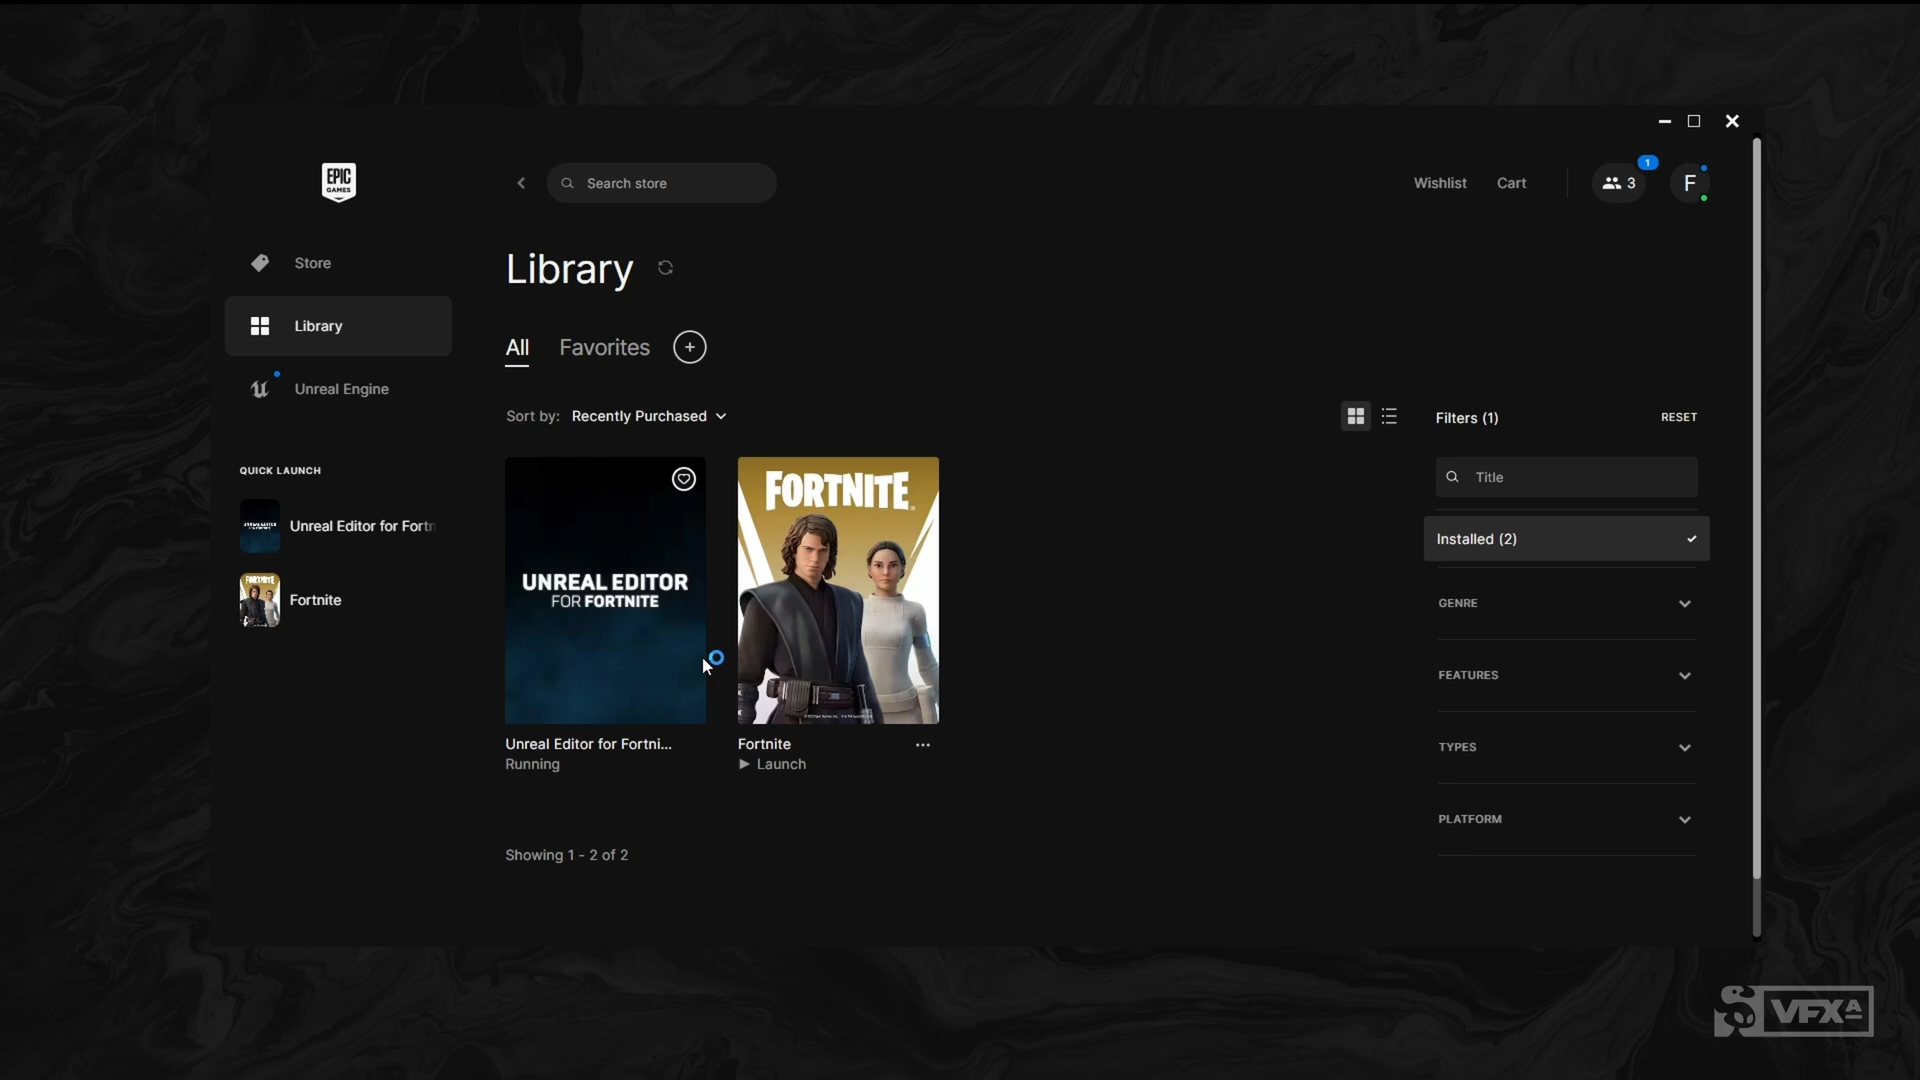 EPIC
GAMES
Search store
Wishlist
Cart
3
1
F
Store
Library
Unreal Engine
QUICK LAUNCH
Unreal Editor for Fortn
Fortnite
Library
All
Favorites
Sort by: Recently Purchased
UNREAL EDITOR
FOR FORTNITE
FORTNITE
Unreal Editor for Fortni...
Running
Fortnite
Launch
Showing 1 - 2 of 2
Filters (1)
RESET
Title
Installed (2)
GENRE
FEATURES
TYPES
PLATFORM
VFXA